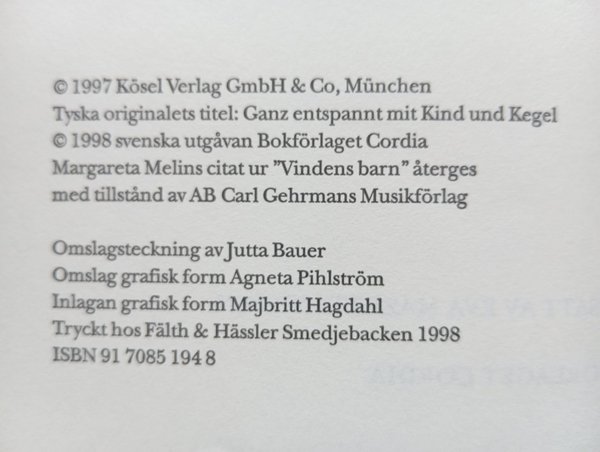 © 1997 Kösel Verlag GmbH & Co, München
Tyska originalets titel: Ganz entspannt mit Kind und Kegel
© 1998 svenska utgåvan Bokförlaget Cordia
Margareta Melins citat ur ”Vindens barn” återges
med tillstånd av AB Carl Gehrmans Musikförlag
Omslagsteckning av Jutta Bauer
Omslag grafisk form Agneta Pihlström
Inlagan grafisk form Majbritt Hagdahl
Tryckt hos Fälth & Hässler Smedjebacken 1998
ISBN 91 7085 194 8